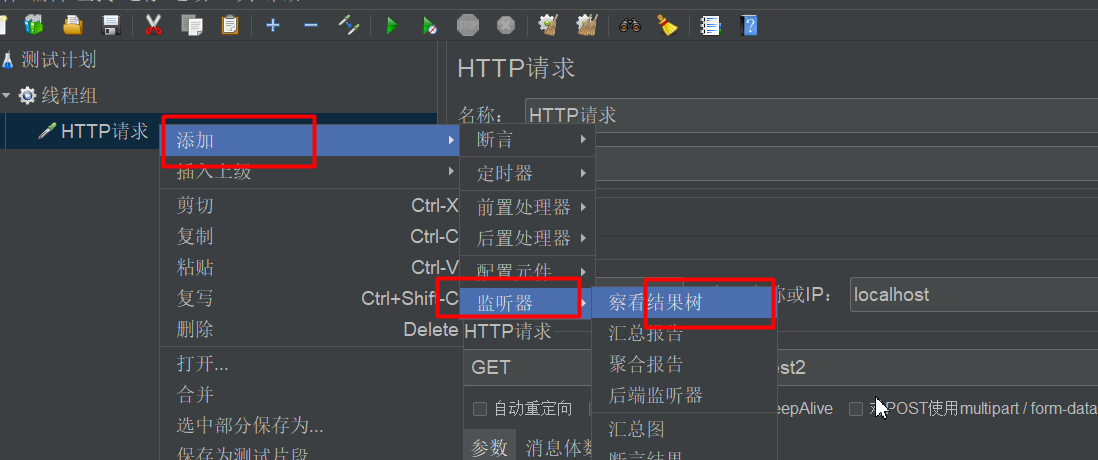 测试计划
线程组
HTTP请求
HTTP请求
名称：
HTTP请求
添加
插入上级
剪切 Ctrl-X
复制 Ctrl-C
粘贴 Ctrl-V
复写 Ctrl+Shift-C
删除 Delete
打开...
合并
选中部分保存为...
保存为测试片段
断言
定时器
前置处理器
后置处理器
配置元件
监听器
察看结果树
汇总报告
聚合报告
后端监听器
汇总图
断言结果
称或IP：
localhost
HTTP请求
GET
est2
自动重定向
eepAlive
对POST使用multipart / form-data
参数
消息体数